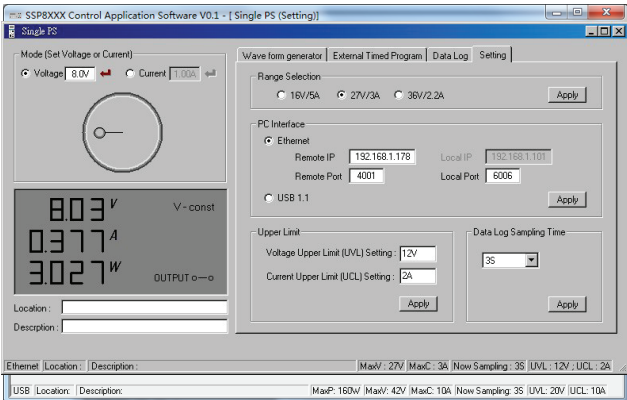 SSP8XXX Control Application Software V0.1 - [ Single PS (Setting)]
Single PS
Mode (Set Voltage or Current)
Voltage 8.0V Current 1.00A
8.03 V V - const
0.377 A
3.027 W OUTPUT
Location :
Descrption :
Wave form generator External Timed Program Data Log Setting
Range Selection
16V/5A 27V/3A 36V/2.2A Apply
PC Interface
Ethernet
Remote IP 192.168.1.178 Local IP 192.168.1.101
Remote Port 4001 Local Port 6006
USB 1.1 Apply
Upper Limit
Voltage Upper Limit (UVL) Setting : 12V
Current Upper Limit (UCL) Setting : 2A
Apply
Data Log Sampling Time
3S
Apply
Ethernet Location : Description : MaxV : 27V MaxC : 3A Now Sampling : 3S UVL : 12V ; UCL : 2A
USB Location: Description: MaxP: 160W MaxV: 42V MaxC: 10A Now Sampling: 3S UVL: 20V UCL: 10A